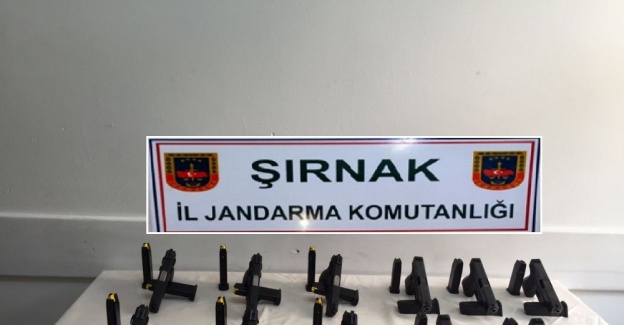 ŞIRNAK
İL JANDARMA KOMUTANLIĞI